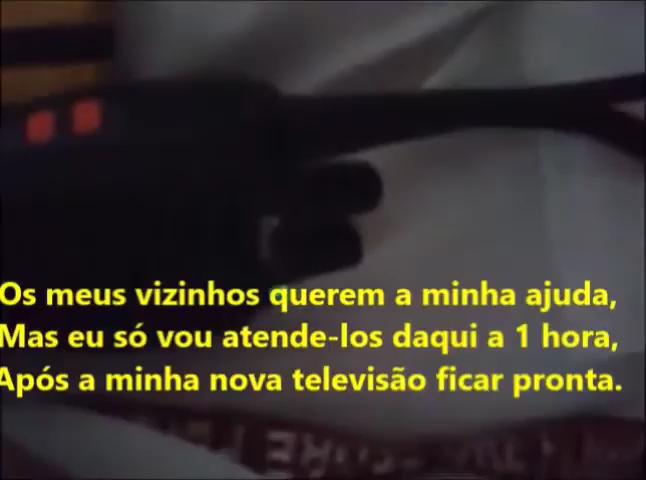 Os meus vizinhos querem a minha ajuda,
Mas eu só vou atende-los daqui a 1 hora,
Após a minha nova televisão ficar pronta.